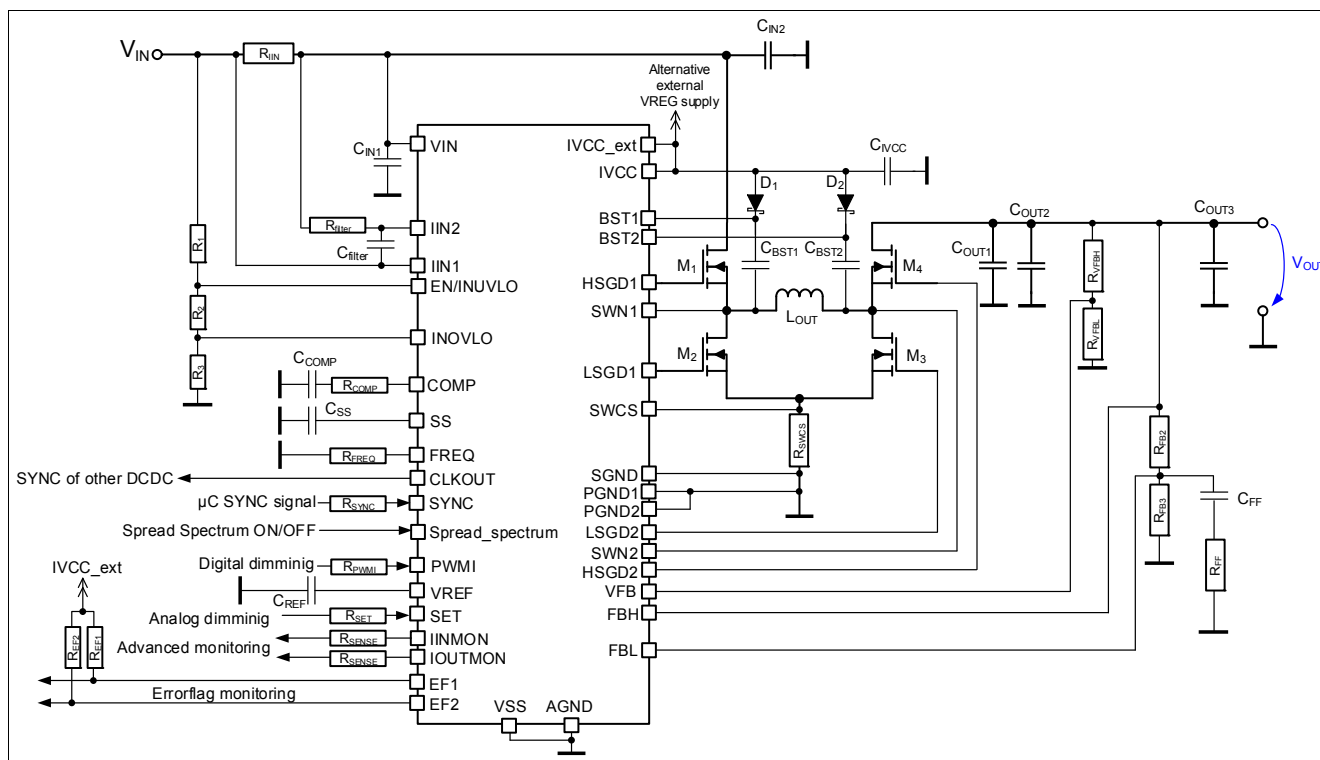 CIN2
VIN
RIIN
Alternative
external
VREG supply
CIN1
VIN
IVCC_ext
IVCC
CIVCC
D1
D2
BST1
BST2
CBST1
CBST2
COUT1
COUT2
COUT3
VOUT
R1
Rfilter
Cfilter
IIN2
IIN1
EN/INUVLO
R2
INOVLO
R3
M1
M4
HSGD1
SWN1
LOUT
M2
M3
LSGD1
RVFBH
RVFBL
CCOMP
RCOMP
COMP
CSS
SS
RFREQ
FREQ
SWCS
RSWCS
SGND
PGND1
PGND2
LSGD2
SWN2
HSGD2
VFB
FBH
FBL
RFB2
RFB3
CFF
RFF
SYNC of other DCDC
CLKOUT
µC SYNC signal
RSYNC
SYNC
Spread Spectrum ON/OFF
Spread_spectrum
IVCC_ext
Digital dimminig
RPWMI
PWMI
CREF
VREF
Analog dimminig
RSET
SET
REF2
REF1
Advanced monitoring
RSENSE
IINMON
RSENSE
IOUTMON
EF1
Errorflag monitoring
EF2
VSS
AGND